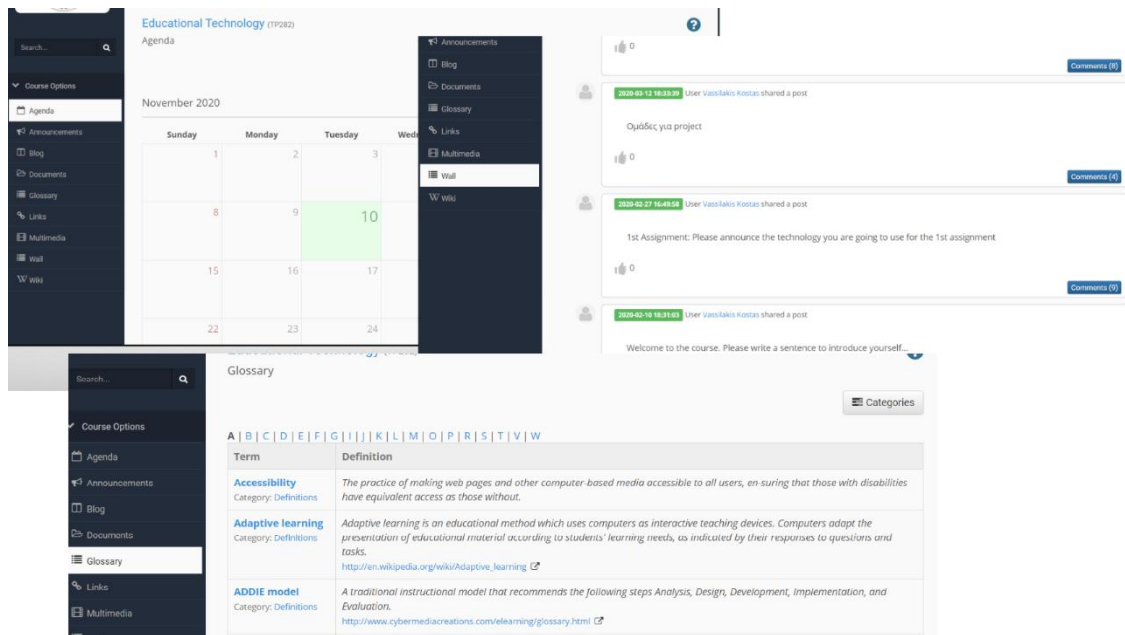 Educational Technology (TP282)
Agenda
Search...
Course Options
Agenda
Announcements
Blog
Documents
Glossary
Links
Multimedia
Wall
Wiki
November 2020
Sunday Monday Tuesday
1 2 3
8 9 10
15 16 17
22 23 24
Announcements
Blog
Documents
Glossary
Links
Multimedia
Wall
Wiki
0
Comments (8)
2020-03-12 18:33:39 User Vassilakis Kostas shared a post
Ομάδες για project
0
Comments (4)
2020-02-27 16:49:58 User Vassilakis Kostas shared a post
1st Assignment: Please announce the technology you are going to use for the 1st assignment
0
Comments (9)
2020-02-10 18:31:03 User Vassilakis Kostas shared a post
Welcome to the course. Please write a sentence to introduce yourself...
Search...
Course Options
Agenda
Announcements
Blog
Documents
Glossary
Links
Multimedia
Glossary
Categories
A | B | C | D | E | F | G | I | J | K | L | M | O | P | R | S | T | V | W
Term Definition
Accessibility
Category: Definitions
The practice of making web pages and other computer-based media accessible to all users, en-suring that those with disabilities
have equivalent access as those without.
Adaptive learning
Category: Definitions
Adaptive learning is an educational method which uses computers as interactive teaching devices. Computers adapt the
presentation of educational material according to students' learning needs, as indicated by their responses to questions and
tasks.
http://en.wikipedia.org/wiki/Adaptive_learning
ADDIE model
Category: Definitions
A traditional instructional model that recommends the following steps Analysis, Design, Development, Implementation, and
Evaluation.
http://www.cybermediacreations.com/elearning/glossary.html